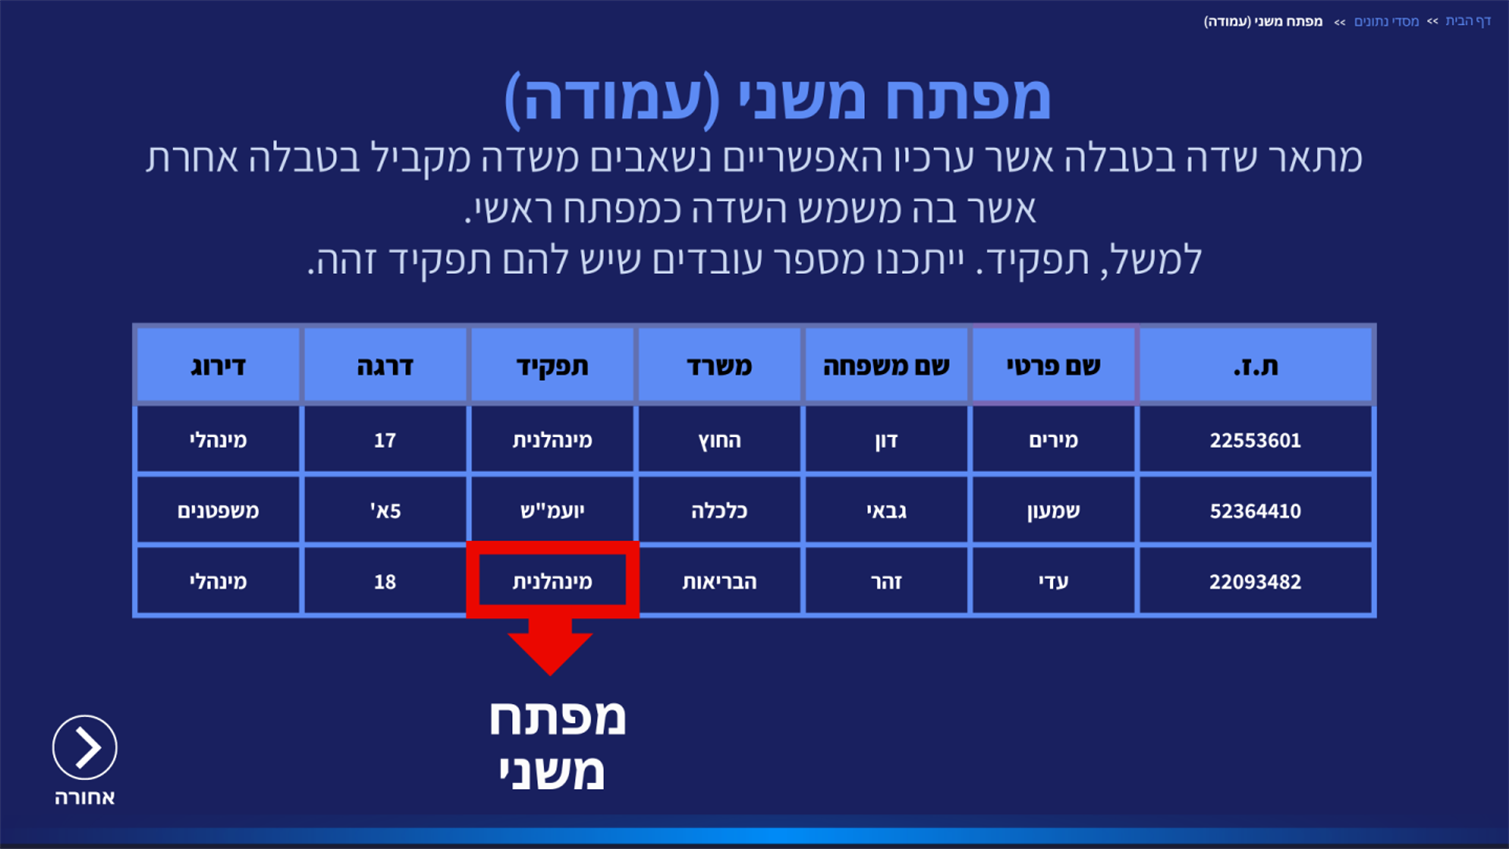 דף הבית >> מסדי נתונים >> מפתח משני (עמודה)
מפתח משני (עמודה)
מתאר שדה בטבלה אשר ערכיו האפשריים נשאבים משדה מקביל בטבלה אחרת
אשר בה משמש השדה כמפתח ראשי.
למשל, תפקיד. ייתכנו מספר עובדים שיש להם תפקיד זהה.
ת.ז. שם פרטי שם משפחה משרד תפקיד דרגה דירוג
22553601 מירים דון החוץ מינהלנית 17 מינהלי
52364410 שמעון גבאי כלכלה יועמ"ש 5א' משפטנים
22093482 עדי זהר הבריאות מינהלנית 18 מינהלי
מפתח
משני
אחורה